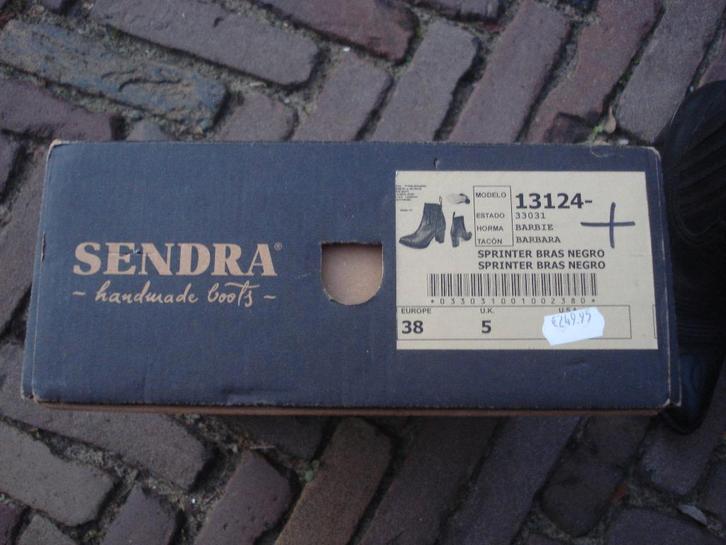 SENDRA®
- handmade boots -
MODELO 13124-
ESTADO 33031
HORMA BARBIE
TACÓN BARBARA
SPRINTER BRAS NEGRO
SPRINTER BRAS NEGRO
*033031001002380*
EUROPE U.K.
38 5
€249.95